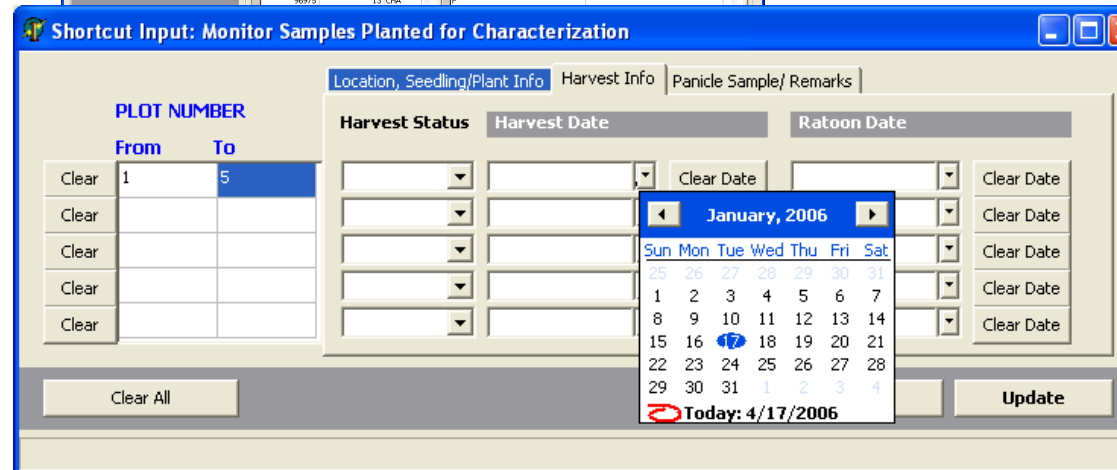 96975 13 CHA P
Shortcut Input: Monitor Samples Planted for Characterization
Location, Seedling/Plant Info Harvest Info Panicle Sample/ Remarks
PLOT NUMBER
Harvest Status Harvest Date Ratoon Date
From To
Clear 1 5 Clear Date Clear Date
Clear Clear Date
Clear Clear Date
Clear Clear Date
Clear Clear Date
January, 2006
Sun Mon Tue Wed Thu Fri Sat
25 26 27 28 29 30 31
1 2 3 4 5 6 7
8 9 10 11 12 13 14
15 16 17 18 19 20 21
22 23 24 25 26 27 28
29 30 31 1 2 3 4
Today: 4/17/2006
Clear All Update